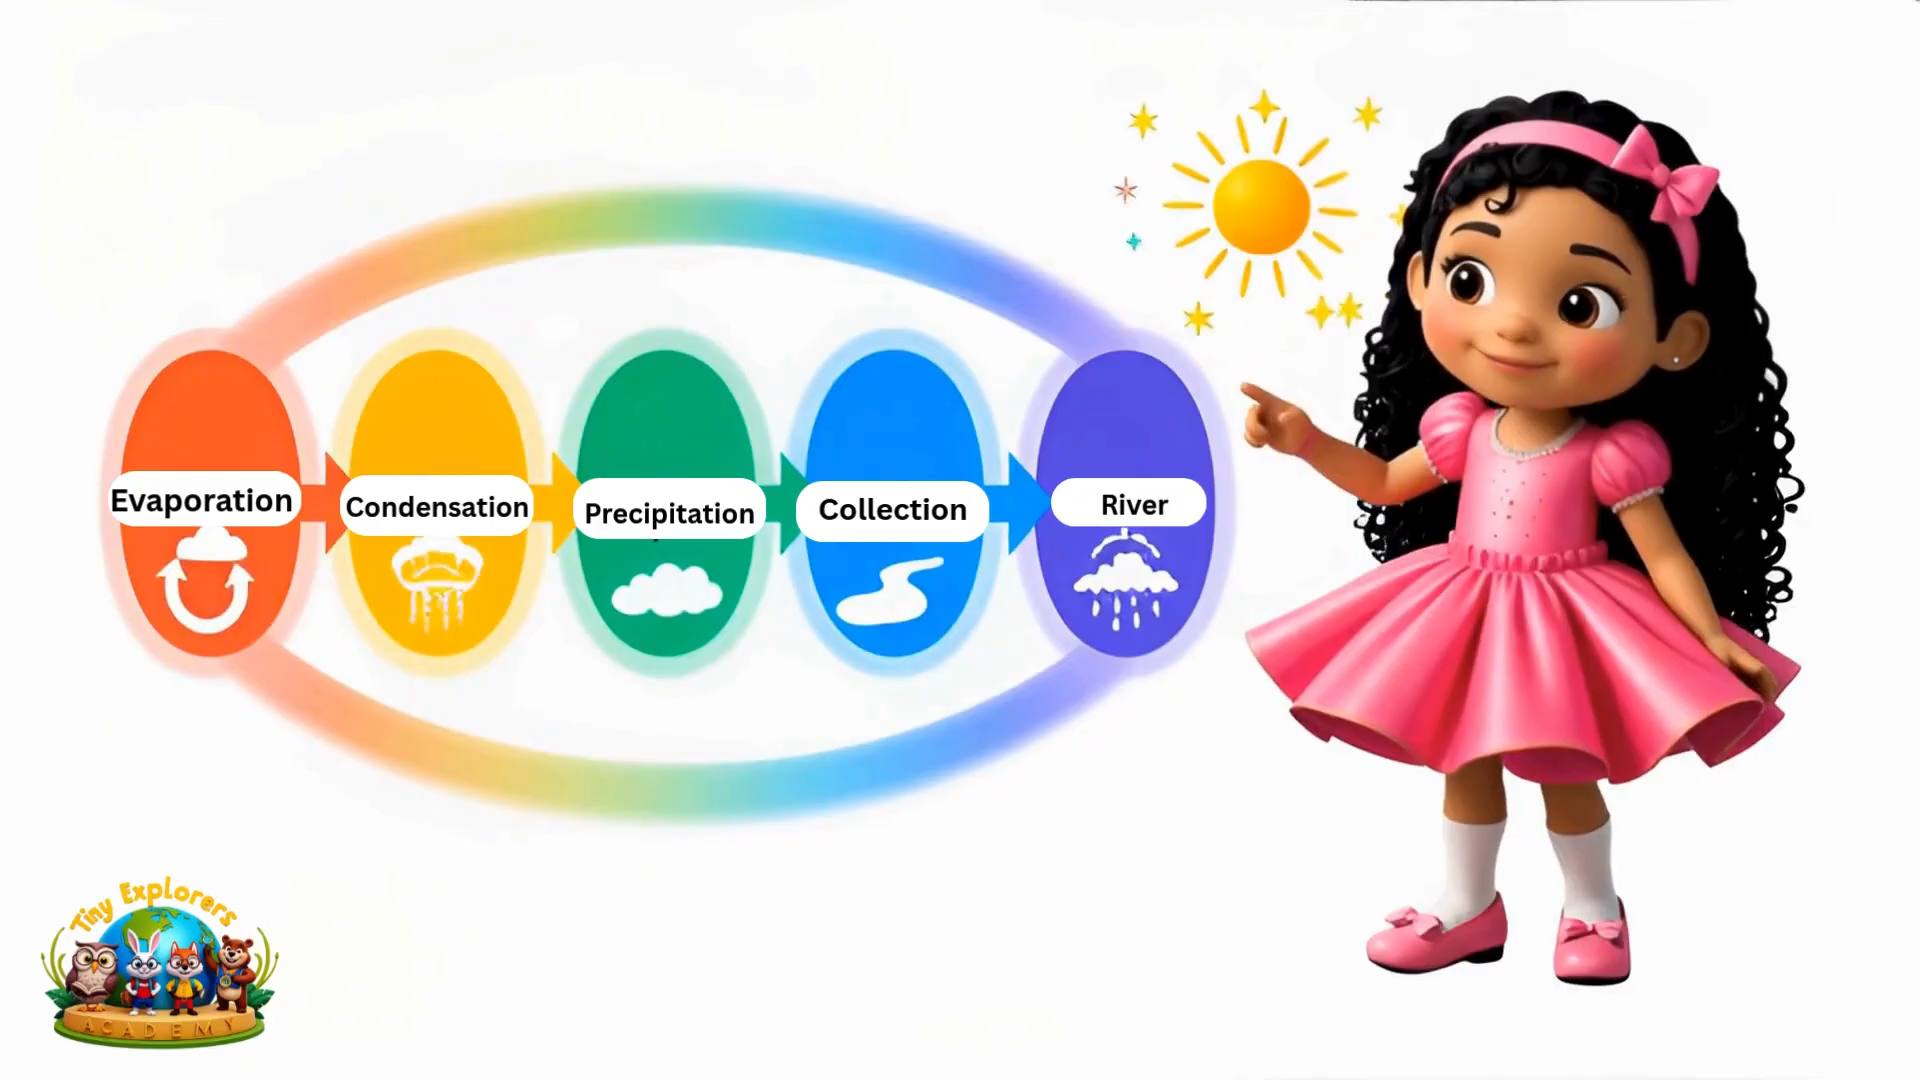 Evaporation
Condensation
Precipitation
Collection
River
Tiny Explorers
ACADEMY